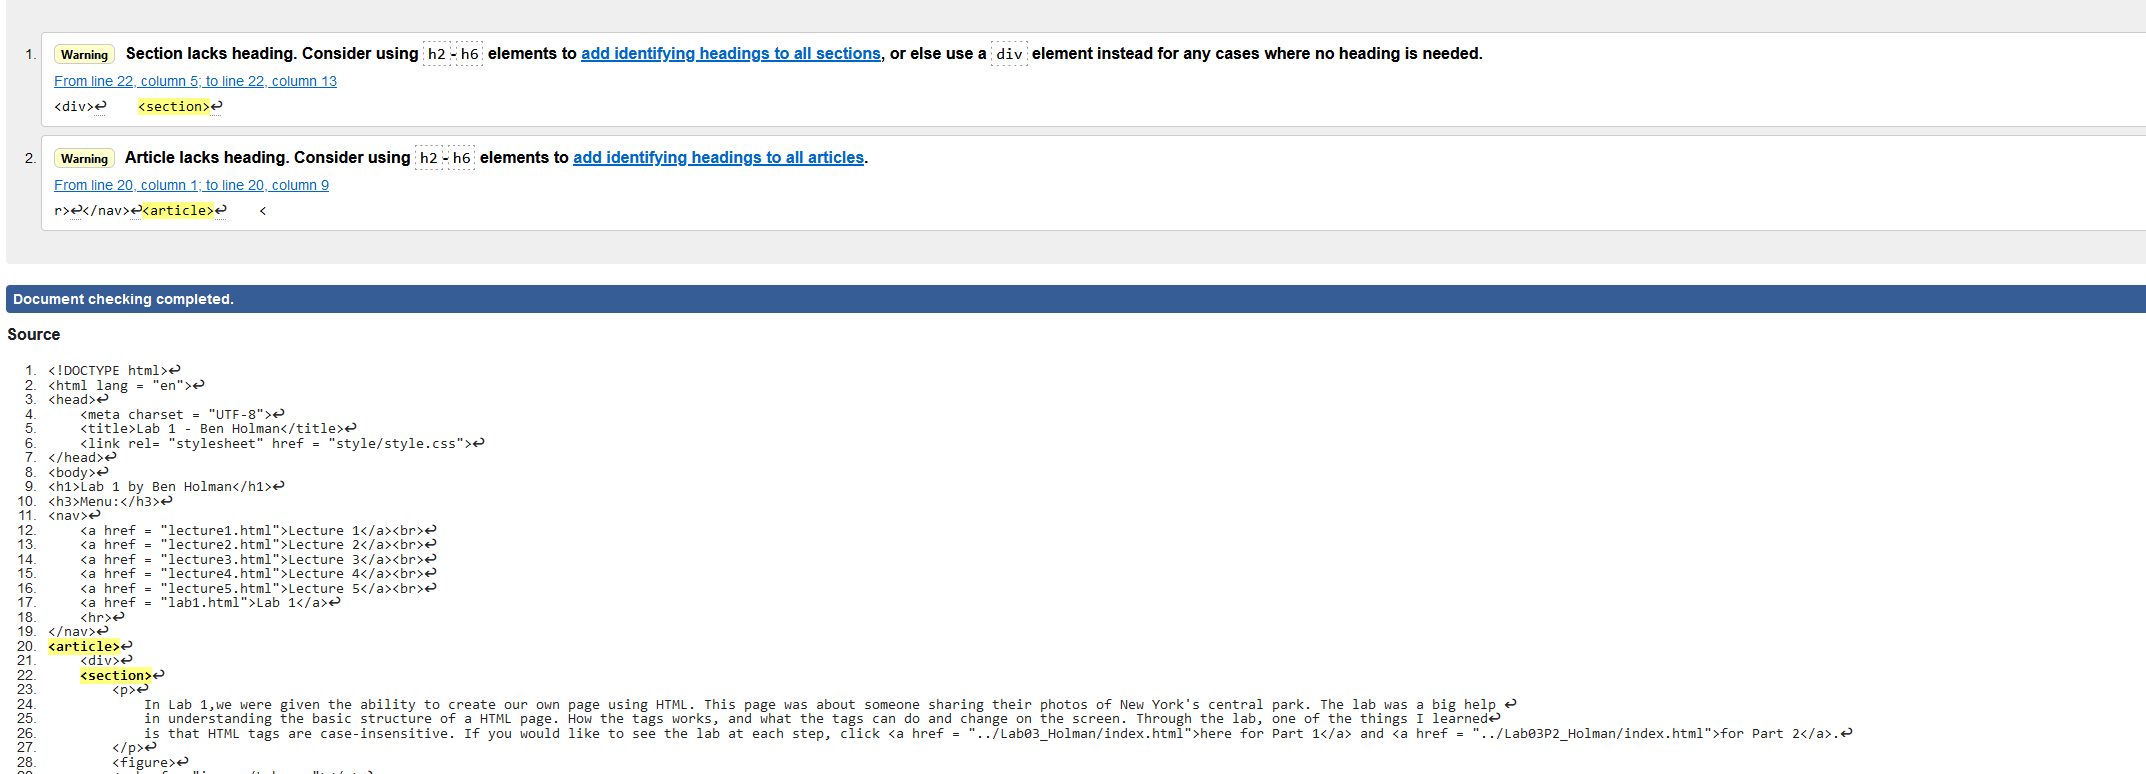 1. Warning Section lacks heading. Consider using h2-h6 elements to add identifying headings to all sections, or else use a div element instead for any cases where no heading is needed.
From line 22, column 5; to line 22, column 13
<div>↩    <section>↩
2. Warning Article lacks heading. Consider using h2-h6 elements to add identifying headings to all articles.
From line 20, column 1; to line 20, column 9
r>↩</nav>↩<article>↩    <
Document checking completed.
Source
1. <!DOCTYPE html>↩
2. <html lang = "en">↩
3. <head>↩
4.     <meta charset = "UTF-8">↩
5.     <title>Lab 1 - Ben Holman</title>↩
6.     <link rel= "stylesheet" href = "style/style.css">↩
7. </head>↩
8. <body>↩
9. <h1>Lab 1 by Ben Holman</h1>↩
10. <h3>Menu:</h3>↩
11. <nav>↩
12.     <a href = "lecture1.html">Lecture 1</a><br>↩
13.     <a href = "lecture2.html">Lecture 2</a><br>↩
14.     <a href = "lecture3.html">Lecture 3</a><br>↩
15.     <a href = "lecture4.html">Lecture 4</a><br>↩
16.     <a href = "lecture5.html">Lecture 5</a><br>↩
17.     <a href = "lab1.html">Lab 1</a>↩
18.     <hr>↩
19. </nav>↩
20. <article>↩
21.     <div>↩
22.     <section>↩
23.         <p>↩
24.             In Lab 1,we were given the ability to create our own page using HTML. This page was about someone sharing their photos of New York's central park. The lab was a big help ↩
25.             in understanding the basic structure of a HTML page. How the tags works, and what the tags can do and change on the screen. Through the lab, one of the things I learned↩
26.             is that HTML tags are case-insensitive. If you would like to see the lab at each step, click <a href = "../Lab03_Holman/index.html">here for Part 1</a> and <a href = "../Lab03P2_Holman/index.html">for Part 2</a>.↩
27.         </p>↩
28.         <figure>↩